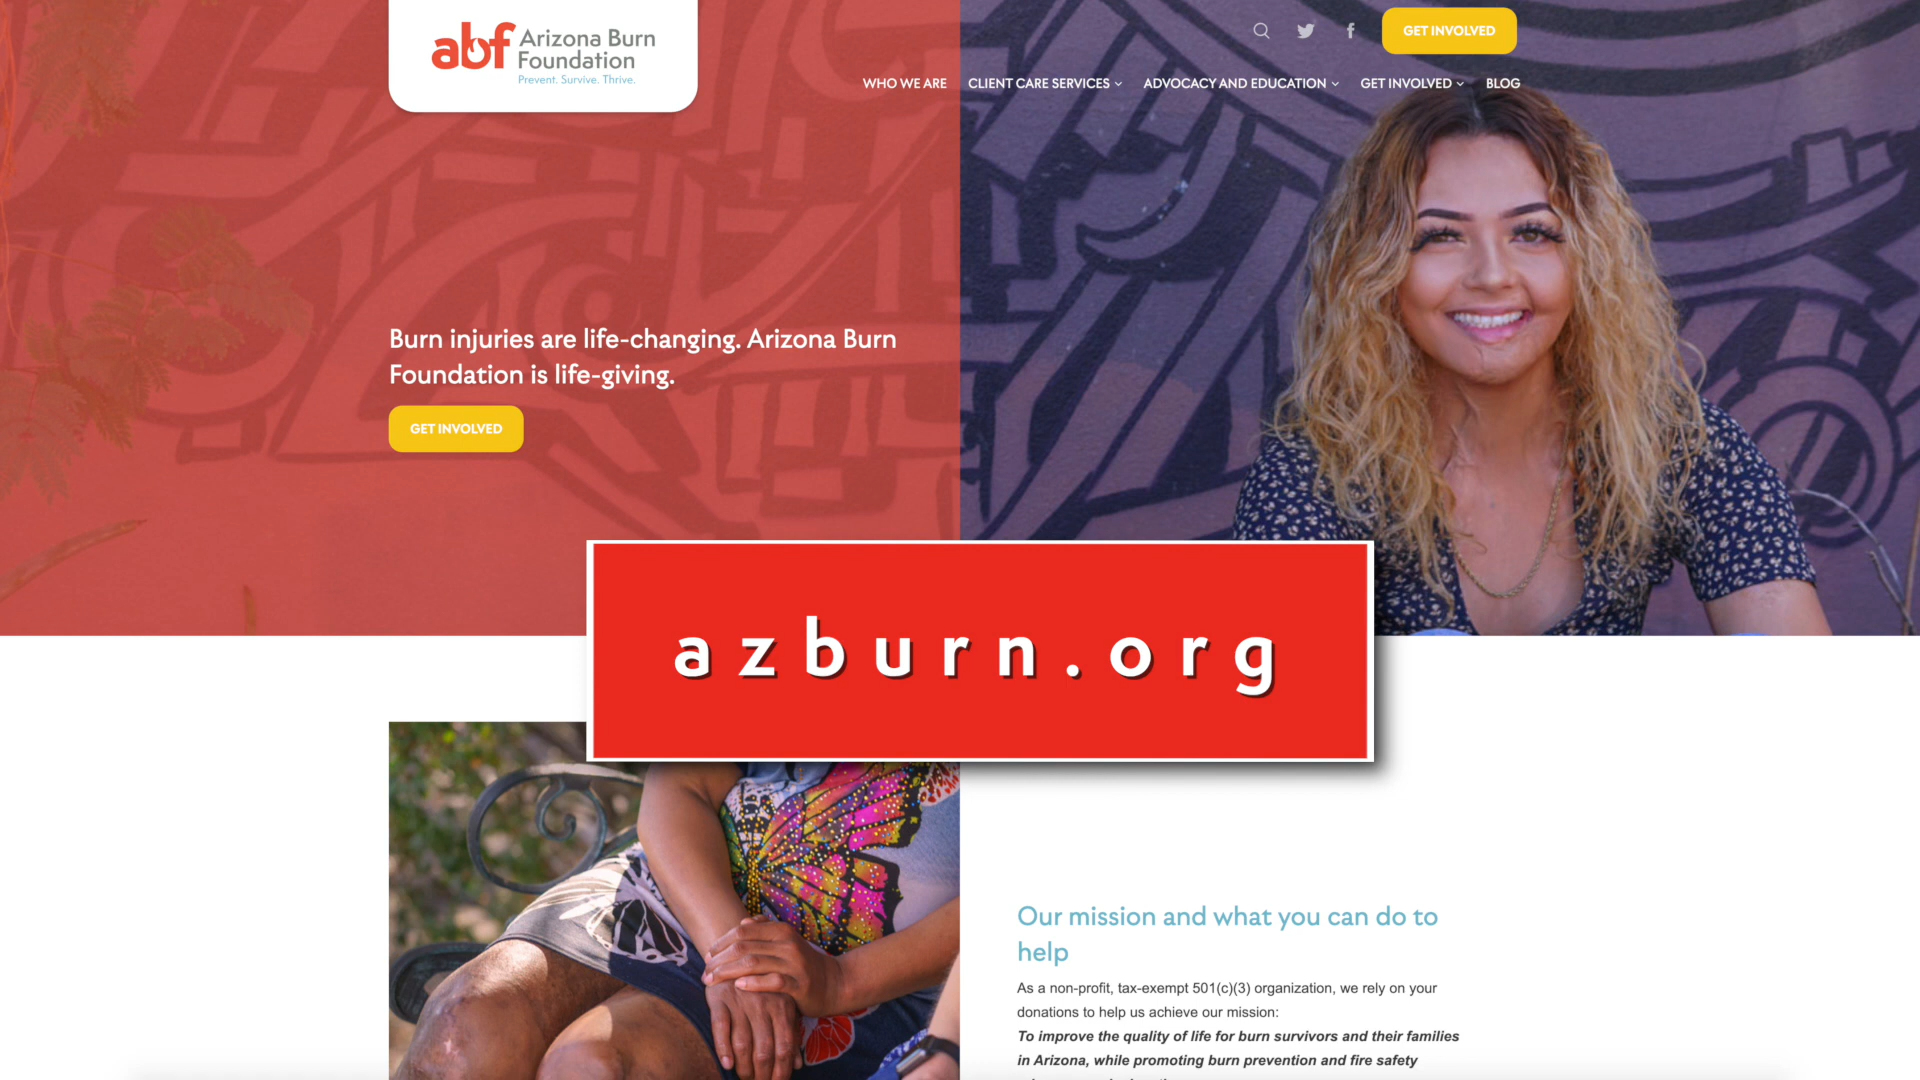 abf Arizona Burn
Foundation
Prevent. Survive. Thrive.
GET INVOLVED
WHO WE ARE CLIENT CARE SERVICES ADVOCACY AND EDUCATION GET INVOLVED BLOG
Burn injuries are life-changing. Arizona Burn
Foundation is life-giving.
GET INVOLVED
azburn.org
Our mission and what you can do to
help
As a non-profit, tax-exempt 501(c)(3) organization, we rely on your
donations to help us achieve our mission:
To improve the quality of life for burn survivors and their families
in Arizona, while promoting burn prevention and fire safety